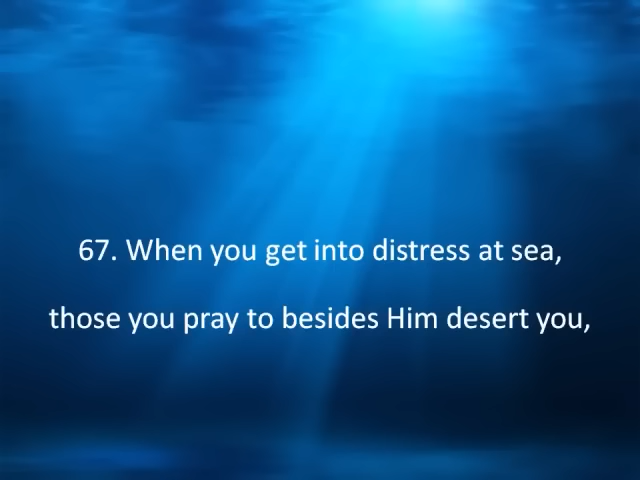 67. When you get into distress at sea,
those you pray to besides Him desert you,